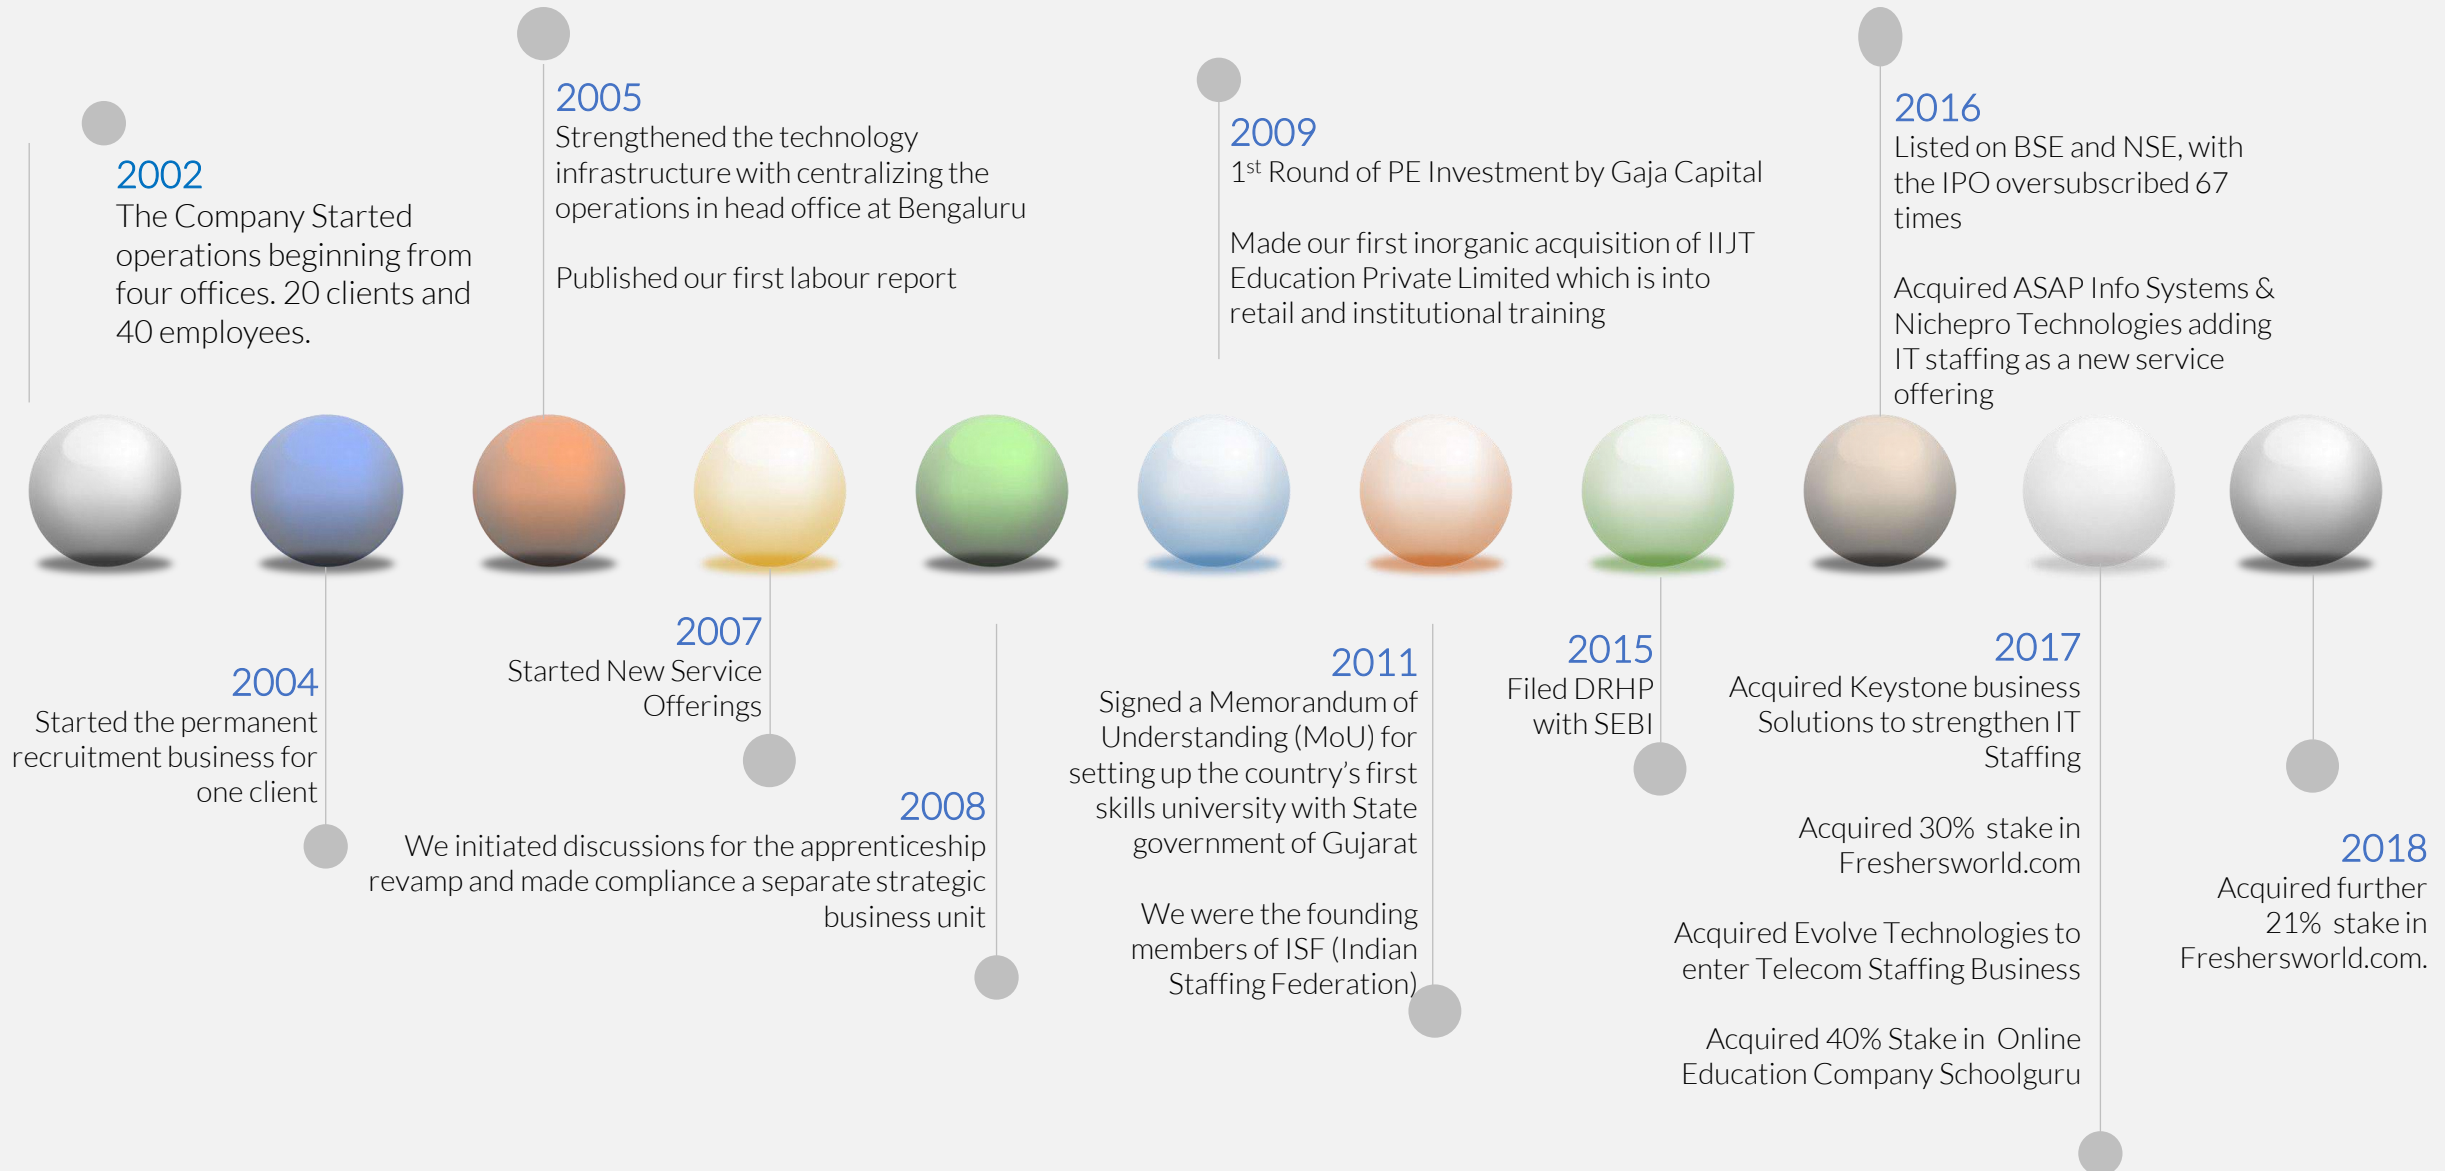 2002
The Company Started
operations beginning from
four offices. 20 clients and
40 employees.
2004
Started the permanent
recruitment business for
one client
2005
Strengthened the technology
infrastructure with centralizing the
operations in head office at Bengaluru
Published our first labour report
2007
Started New Service
Offerings
2008
We initiated discussions for the apprenticeship
revamp and made compliance a separate strategic
business unit
2009
1st Round of PE Investment by Gaja Capital
Made our first inorganic acquisition of IIJT
Education Private Limited which is into
retail and institutional training
2011
Signed a Memorandum of
Understanding (MoU) for
setting up the country’s first
skills university with State
government of Gujarat
We were the founding
members of ISF (Indian
Staffing Federation)
2015
Filed DRHP
with SEBI
2016
Listed on BSE and NSE, with
the IPO oversubscribed 67
times
Acquired ASAP Info Systems &
Nichepro Technologies adding
IT staffing as a new service
offering
2017
Acquired Keystone business
Solutions to strengthen IT
Staffing
Acquired 30% stake in
Freshersworld.com
Acquired Evolve Technologies to
enter Telecom Staffing Business
Acquired 40% Stake in Online
Education Company Schoolguru
2018
Acquired further
21% stake in
Freshersworld.com.